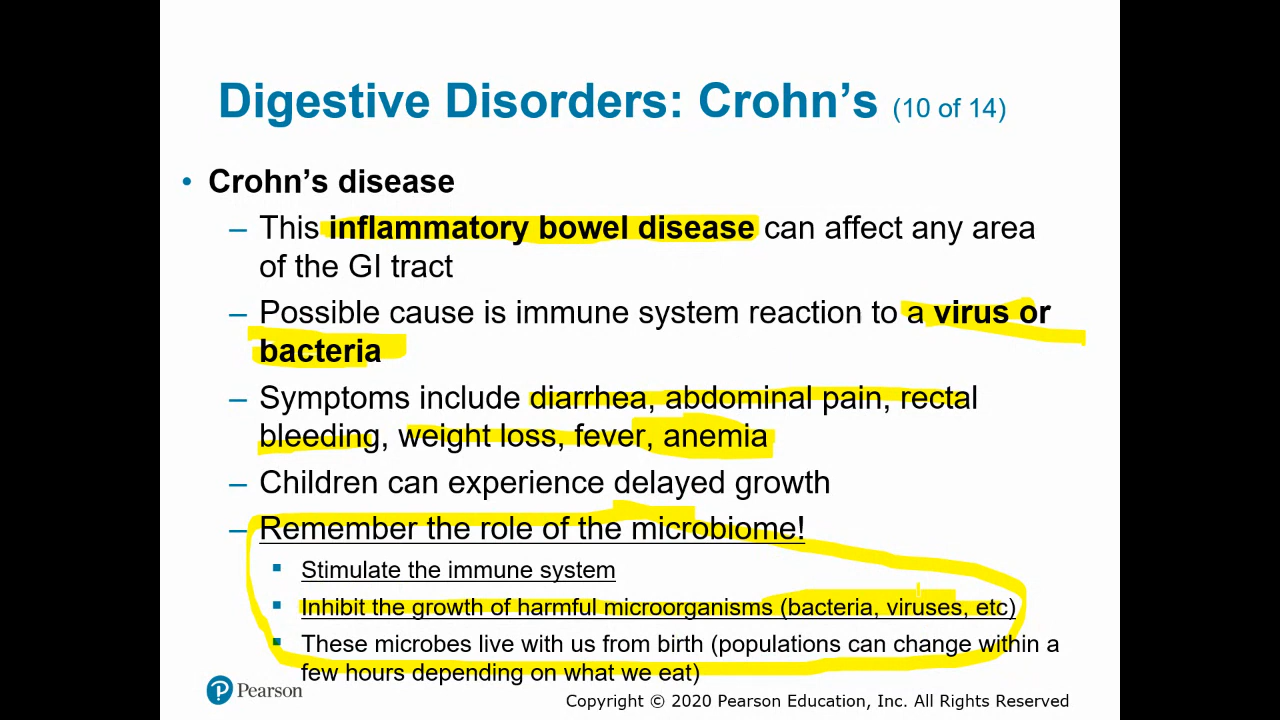 Digestive Disorders: Crohn’s (10 of 14)
• Crohn’s disease
– This inflammatory bowel disease can affect any area
of the GI tract
– Possible cause is immune system reaction to a virus or
bacteria
– Symptoms include diarrhea, abdominal pain, rectal
bleeding, weight loss, fever, anemia
– Children can experience delayed growth
– Remember the role of the microbiome!
▪ Stimulate the immune system
▪ Inhibit the growth of harmful microorganisms (bacteria, viruses, etc)
▪ These microbes live with us from birth (populations can change within a
few hours depending on what we eat)
P Pearson
Copyright © 2020 Pearson Education, Inc. All Rights Reserved